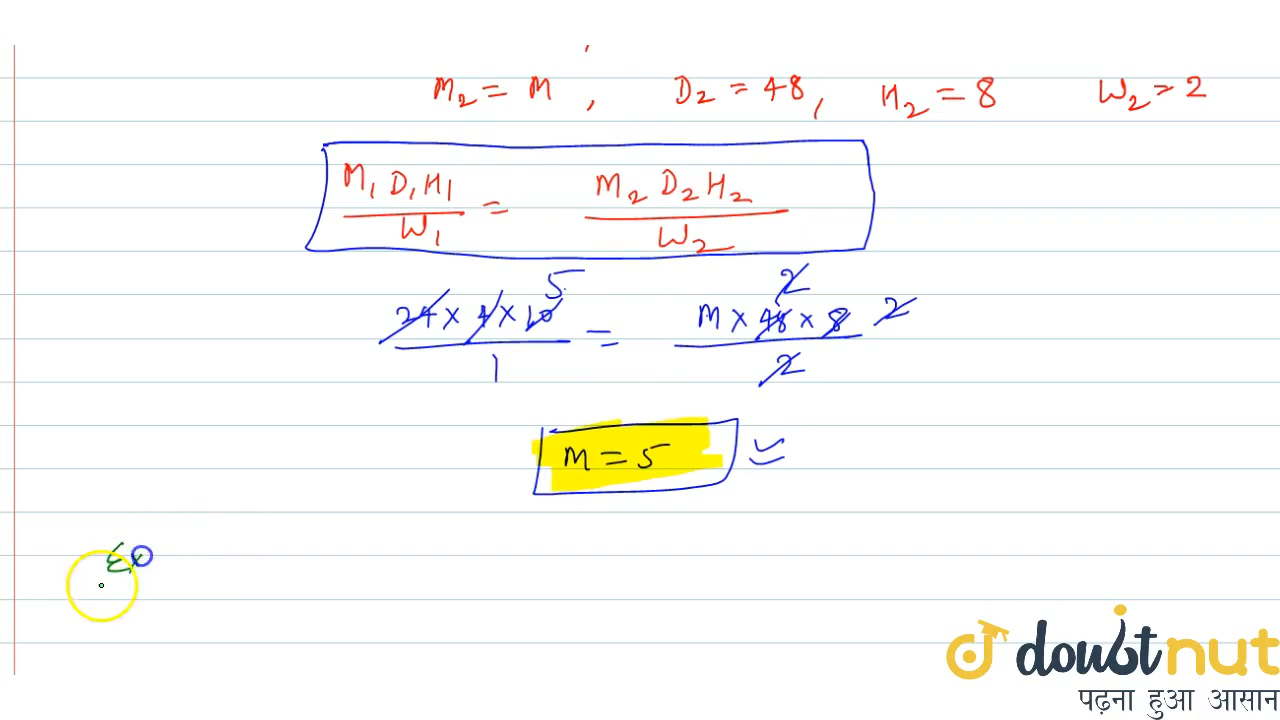 M₂ = M , D₂ = 48, H₂ = 8 W₂ = 2
M₁ D₁ H₁ / W₁ = M₂ D₂ H₂ / W₂
5 2
24 × 4 × 10 / 1 = M × 48 × 8 / 2 2
M = 5
Ex
doubtnut
पढ़ना हुआ आसान